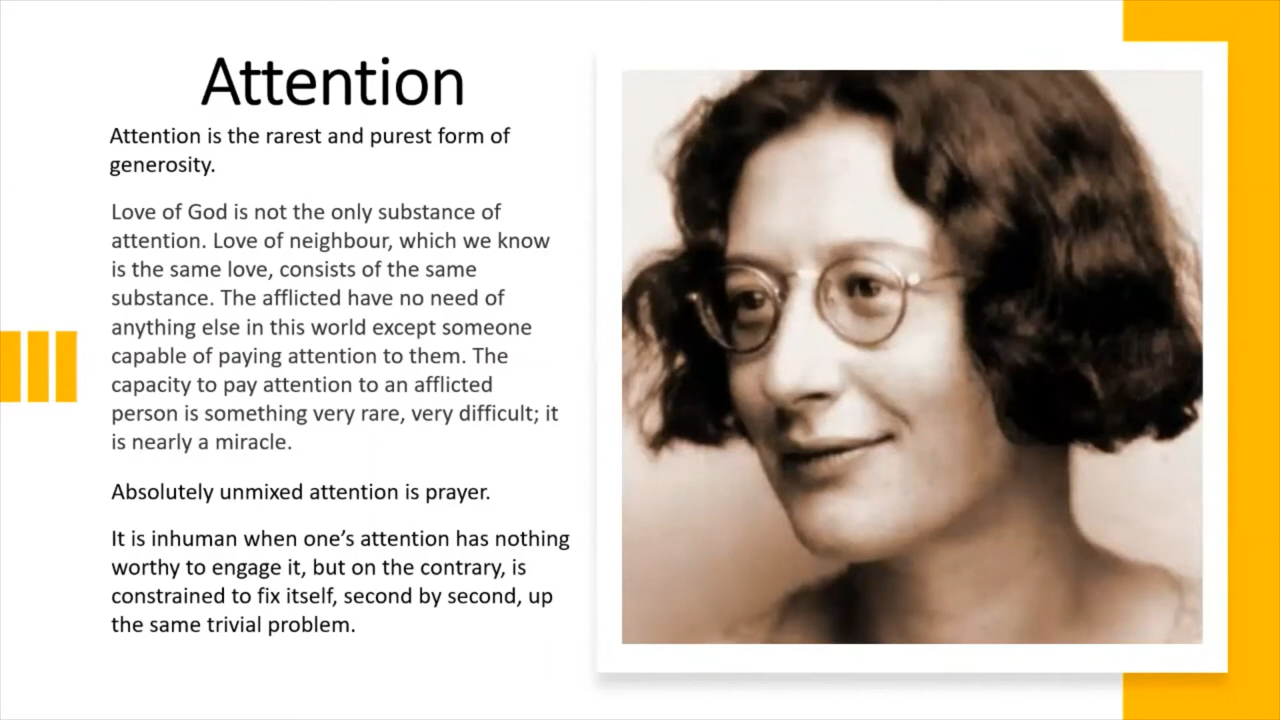 Attention
Attention is the rarest and purest form of
generosity.
Love of God is not the only substance of
attention. Love of neighbour, which we know
is the same love, consists of the same
substance. The afflicted have no need of
anything else in this world except someone
capable of paying attention to them. The
capacity to pay attention to an afflicted
person is something very rare, very difficult; it
is nearly a miracle.
Absolutely unmixed attention is prayer.
It is inhuman when one’s attention has nothing
worthy to engage it, but on the contrary, is
constrained to fix itself, second by second, up
the same trivial problem.